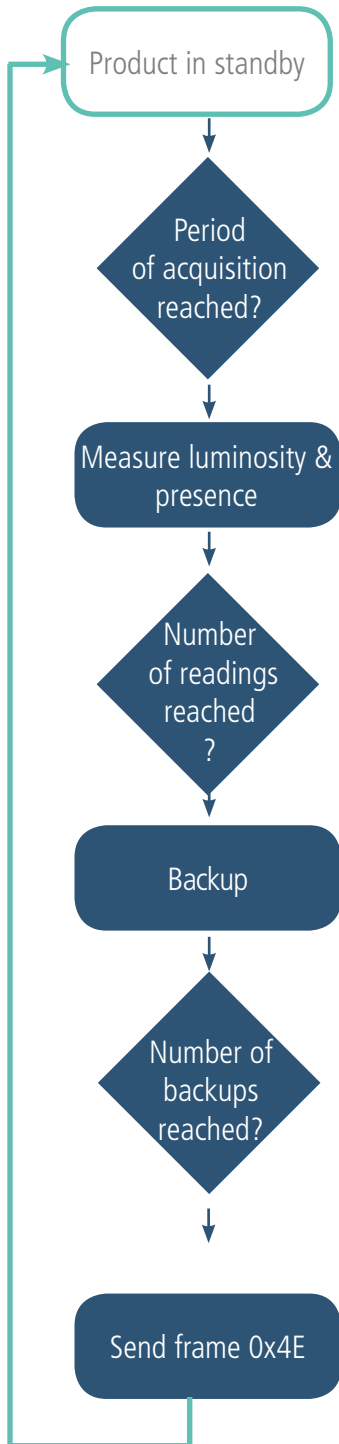 Product in standby
Period
of acquisition
reached?
Measure luminosity &
presence
Number
of readings
reached
?
Backup
Number of
backups
reached?
Send frame 0x4E